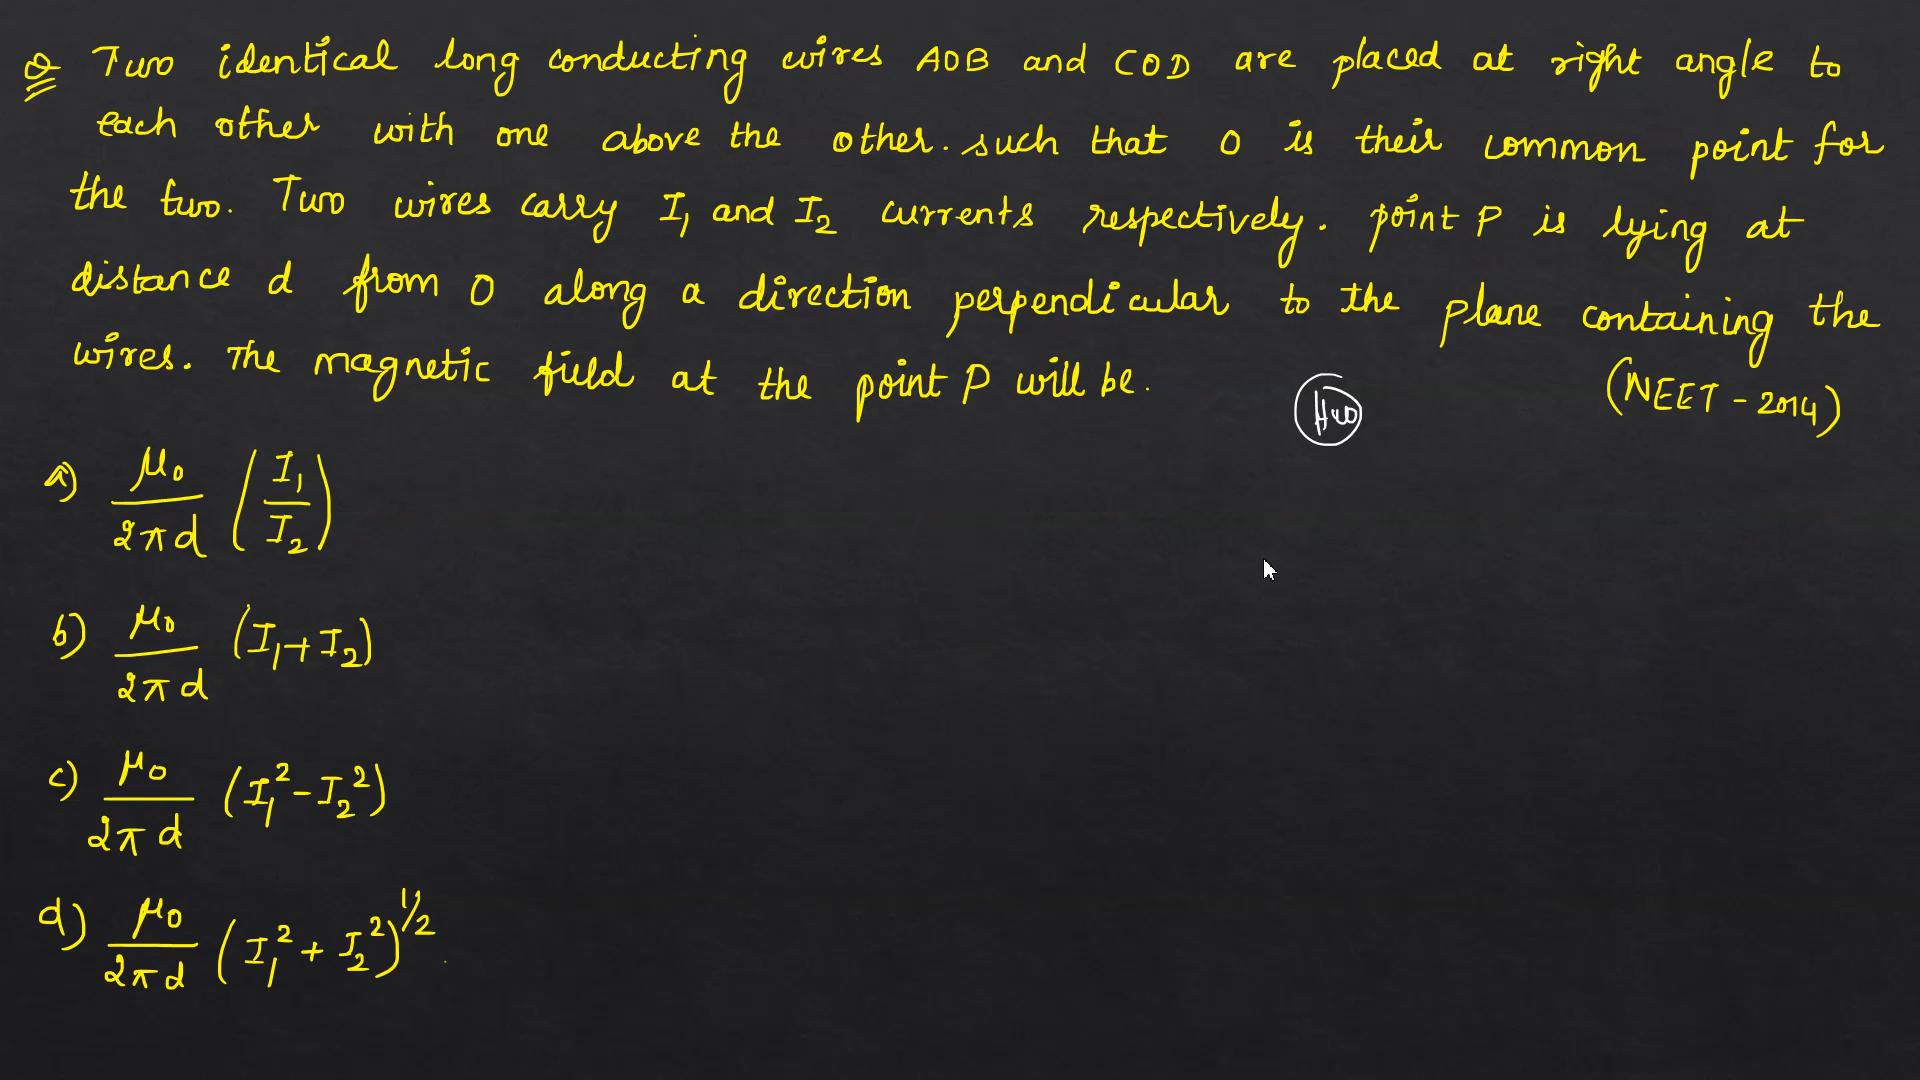 Q Two identical long conducting wires AOB and COD are placed at right angle to
each other with one above the other. such that O is their common point for
the two. Two wires carry I₁ and I₂ currents respectively. point P is lying at
distance d from O along a direction perpendicular to the plane containing the
wires. The magnetic field at the point P will be.
(NEET - 2014)
HW
a) μ₀/2πd (I₁/I₂)
b) μ₀/2πd (I₁+I₂)
c) μ₀/2πd (I₁²-I₂²)
d) μ₀/2πd (I₁² + I₂²)^1/2